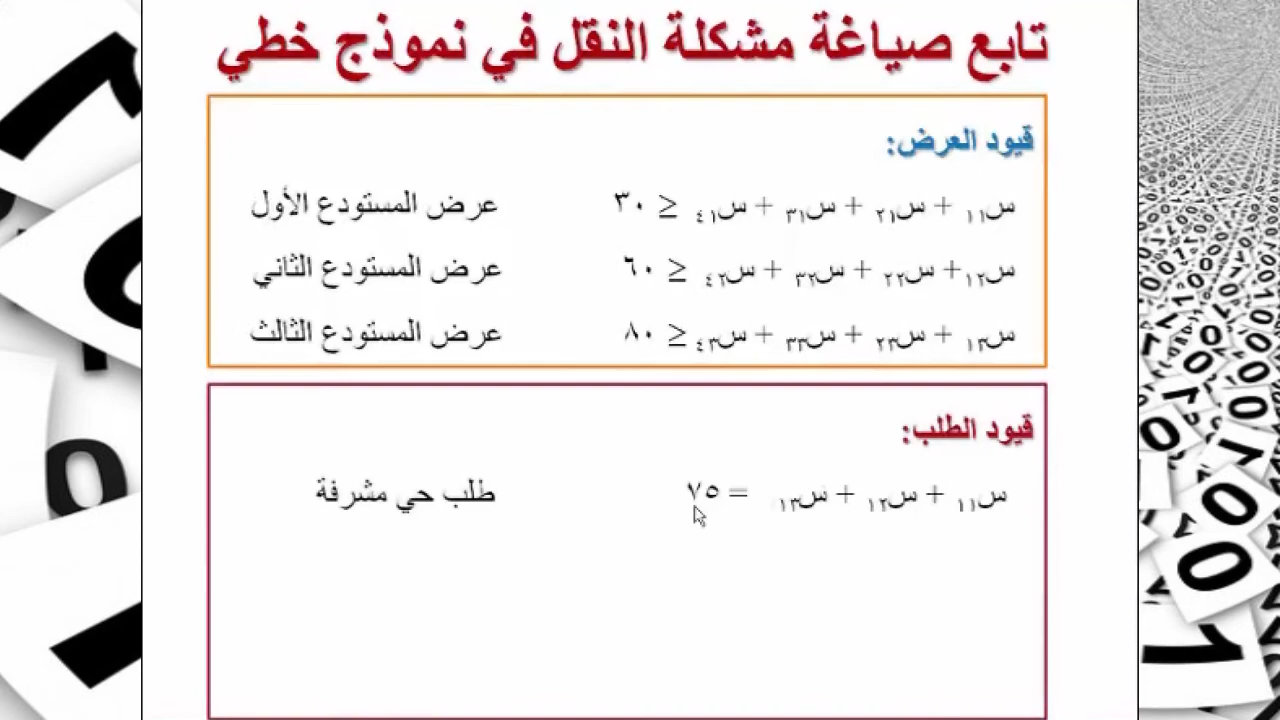 تابع صياغة مشكلة النقل في نموذج خطي
قيود العرض:
س١١ + س٢١ + س٣١ + س٤١ ≥ ٣٠ عرض المستودع الأول
س١٢+ س٢٢ + س٣٢ + س٤٢ ≥ ٦٠ عرض المستودع الثاني
س١٣ + س٢٣ + س٣٣ + س٤٣ ≥ ٨٠ عرض المستودع الثالث
قيود الطلب:
س١١ + س١٢ + س١٣ = ٧٥ طلب حي مشرفة